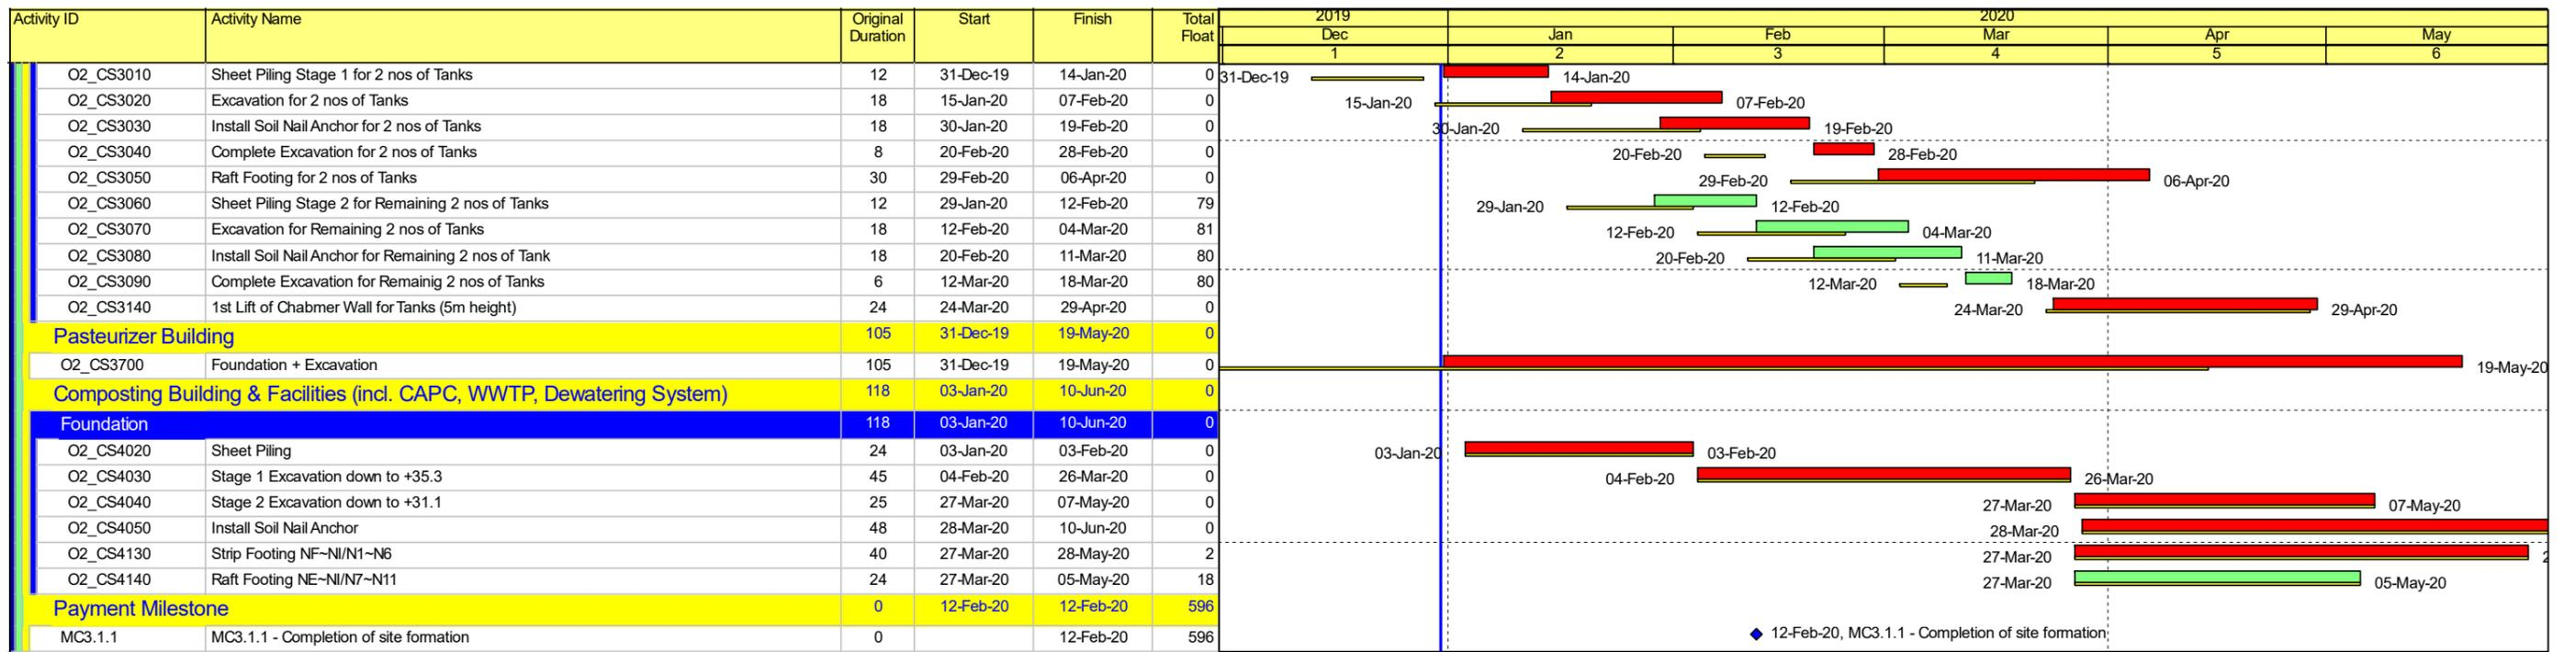 Activity ID Activity Name Original Duration Start Finish Total Float 2019 2020
Dec Jan Feb Mar Apr May
1 2 3 4 5 6
O2_CS3010 Sheet Piling Stage 1 for 2 nos of Tanks 12 31-Dec-19 14-Jan-20 0 31-Dec-19 14-Jan-20
O2_CS3020 Excavation for 2 nos of Tanks 18 15-Jan-20 07-Feb-20 0 15-Jan-20 07-Feb-20
O2_CS3030 Install Soil Nail Anchor for 2 nos of Tanks 18 30-Jan-20 19-Feb-20 0 30-Jan-20 19-Feb-20
O2_CS3040 Complete Excavation for 2 nos of Tanks 8 20-Feb-20 28-Feb-20 0 20-Feb-20 28-Feb-20
O2_CS3050 Raft Footing for 2 nos of Tanks 30 29-Feb-20 06-Apr-20 0 29-Feb-20 06-Apr-20
O2_CS3060 Sheet Piling Stage 2 for Remaining 2 nos of Tanks 12 29-Jan-20 12-Feb-20 79 29-Jan-20 12-Feb-20
O2_CS3070 Excavation for Remaining 2 nos of Tanks 18 12-Feb-20 04-Mar-20 81 12-Feb-20 04-Mar-20
O2_CS3080 Install Soil Nail Anchor for Remaining 2 nos of Tank 18 20-Feb-20 11-Mar-20 80 20-Feb-20 11-Mar-20
O2_CS3090 Complete Excavation for Remainig 2 nos of Tanks 6 12-Mar-20 18-Mar-20 80 12-Mar-20 18-Mar-20
O2_CS3140 1st Lift of Chabmer Wall for Tanks (5m height) 24 24-Mar-20 29-Apr-20 0 24-Mar-20 29-Apr-20
Pasteurizer Building 105 31-Dec-19 19-May-20 0
O2_CS3700 Foundation + Excavation 105 31-Dec-19 19-May-20 0 19-May-20
Composting Building & Facilities (incl. CAPC, WWTP, Dewatering System) 118 03-Jan-20 10-Jun-20 0
Foundation 118 03-Jan-20 10-Jun-20 0
O2_CS4020 Sheet Piling 24 03-Jan-20 03-Feb-20 0 03-Jan-20 03-Feb-20
O2_CS4030 Stage 1 Excavation down to +35.3 45 04-Feb-20 26-Mar-20 0 04-Feb-20 26-Mar-20
O2_CS4040 Stage 2 Excavation down to +31.1 25 27-Mar-20 07-May-20 0 27-Mar-20 07-May-20
O2_CS4050 Install Soil Nail Anchor 48 28-Mar-20 10-Jun-20 0 28-Mar-20
O2_CS4130 Strip Footing NF~NI/N1~N6 40 27-Mar-20 28-May-20 2 27-Mar-20
O2_CS4140 Raft Footing NE~NI/N7~N11 24 27-Mar-20 05-May-20 18 27-Mar-20 05-May-20
Payment Milestone 0 12-Feb-20 12-Feb-20 596
MC3.1.1 MC3.1.1 - Completion of site formation 0 12-Feb-20 596 12-Feb-20, MC3.1.1 - Completion of site formation